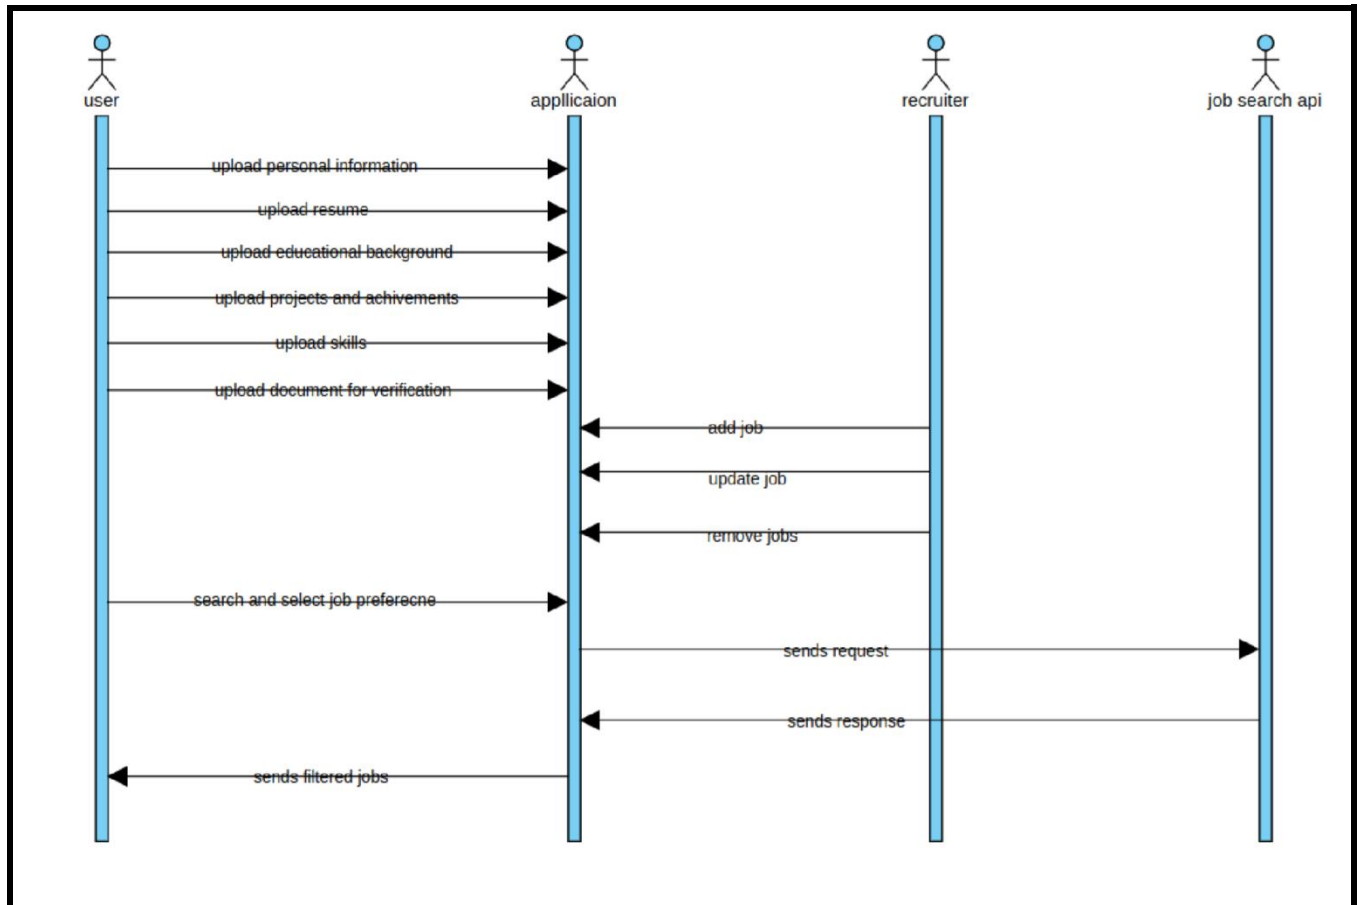 user
appllicaion
recruiter
job search api
upload personal information
upload resume
upload educational background
upload projects and achivements
upload skills
upload document for verification
add job
update job
remove jobs
search and select job preferecne
sends request
sends response
sends filtered jobs